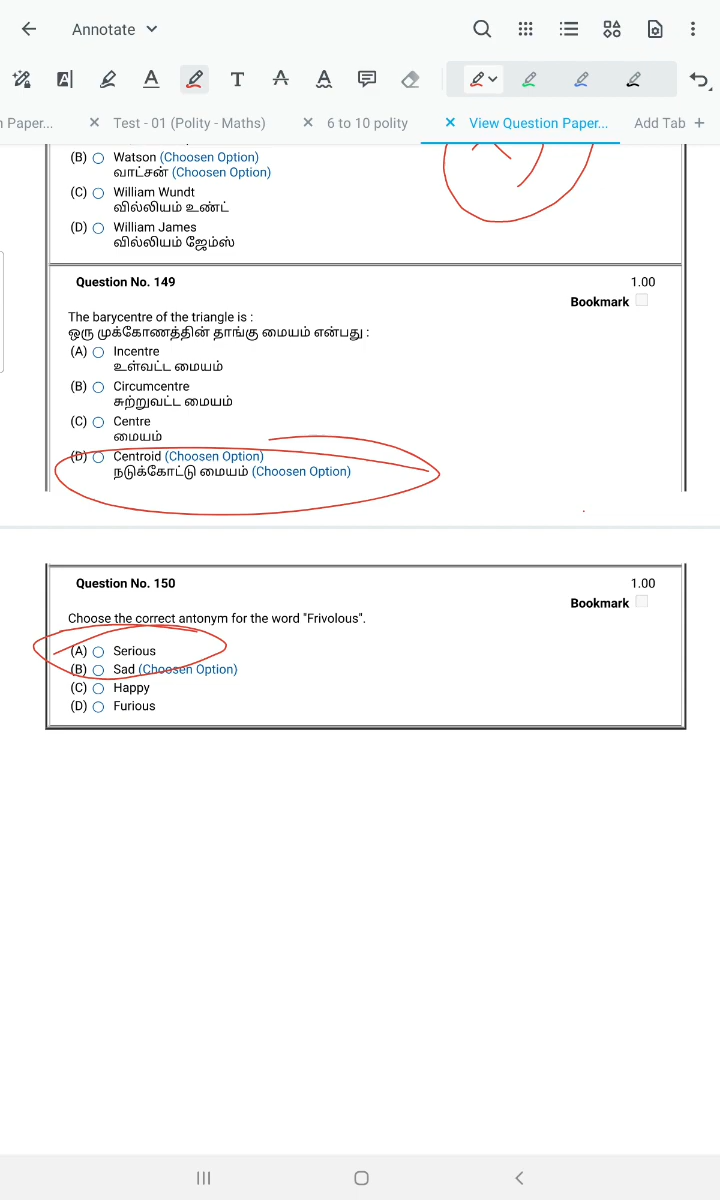 Annotate
T
n Paper...
Test - 01 (Polity - Maths)
6 to 10 polity
View Question Paper...
Add Tab +
(B) Watson (Choosen Option)
வாட்சன் (Choosen Option)
(C) William Wundt
வில்லியம் உண்ட்
(D) William James
வில்லியம் ஜேம்ஸ்
Question No. 149 1.00
Bookmark
The barycentre of the triangle is :
ஒரு முக்கோணத்தின் தாங்கு மையம் என்பது :
(A) Incentre
உள்வட்ட மையம்
(B) Circumcentre
சுற்றுவட்ட மையம்
(C) Centre
மையம்
(D) Centroid (Choosen Option)
நடுக்கோட்டு மையம் (Choosen Option)
Question No. 150 1.00
Bookmark
Choose the correct antonym for the word "Frivolous".
(A) Serious
(B) Sad (Choosen Option)
(C) Happy
(D) Furious